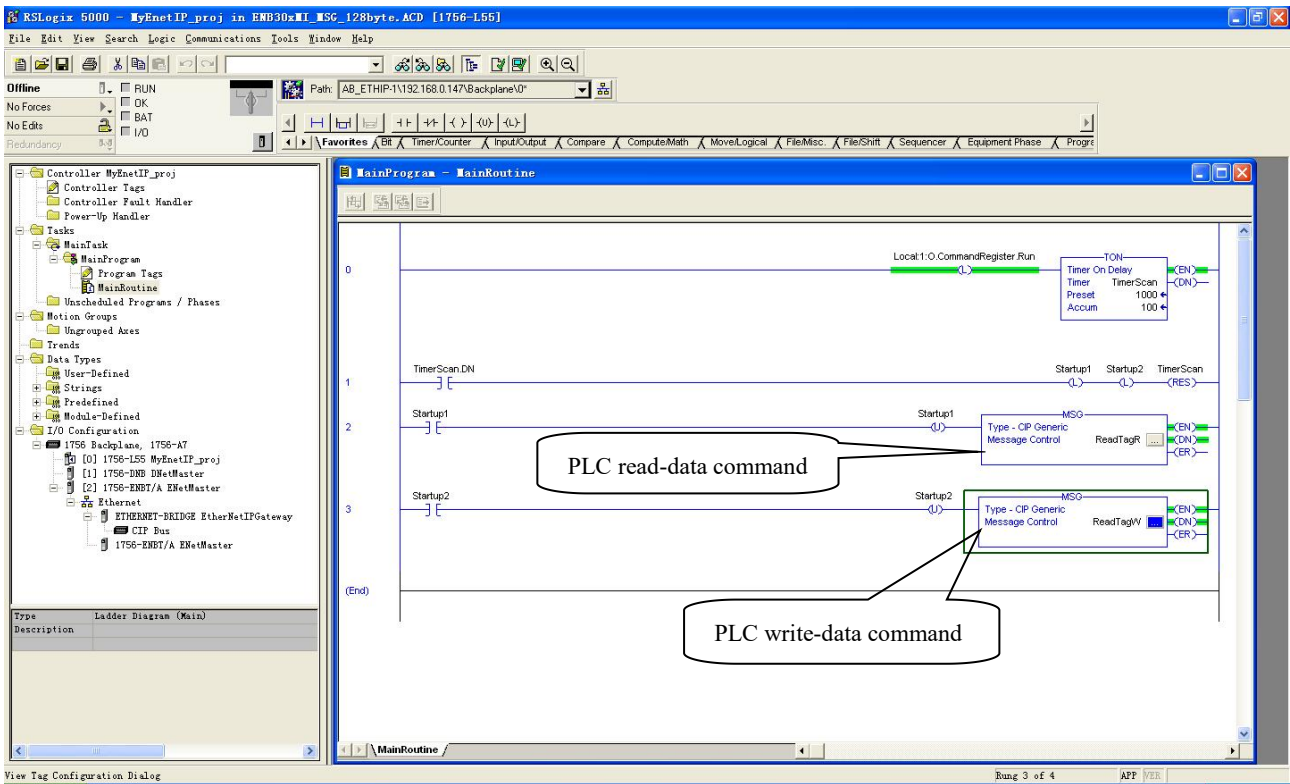 RSLogix 5000 - MyEnetIP_proj in ENB30xMI_MSG_128byte.ACD [1756-L55]
File Edit View Search Logic Communications Tools Window Help
Offline
RUN
No Forces
OK
No Edits
BAT
Redundancy
I/O
Path: AB_ETHIP-1\192.168.0.147\Backplane\0*
Favorites Bit Timer/Counter Input/Output Compare Compute/Math Move/Logical File/Misc. File/Shift Sequencer Equipment Phase Progra
Controller MyEnetIP_proj
Controller Tags
Controller Fault Handler
Power-Up Handler
Tasks
MainTask
MainProgram
Program Tags
MainRoutine
Unscheduled Programs / Phases
Motion Groups
Ungrouped Axes
Trends
Data Types
User-Defined
Strings
Predefined
Module-Defined
I/O Configuration
1756 Backplane, 1756-A7
[0] 1756-L55 MyEnetIP_proj
[1] 1756-DNB DNetMaster
[2] 1756-ENBT/A ENetMaster
Ethernet
ETHERNET-BRIDGE EtherNetIPGateway
CIP Bus
1756-ENBT/A ENetMaster
Type Ladder Diagram (Main)
Description
MainProgram - MainRoutine
0
Local:1:O.CommandRegister.Run
(L)
TON
Timer On Delay
Timer TimerScan
Preset 1000
Accum 100
(EN)
(DN)
1
TimerScan.DN
Startup1 Startup2 TimerScan
(L) (L) (RES)
2
Startup1
Startup1
(U)
MSG
Type - CIP Generic
Message Control ReadTagR ...
(EN)
(DN)
(ER)
PLC read-data command
3
Startup2
Startup2
(U)
MSG
Type - CIP Generic
Message Control ReadTagW ...
(EN)
(DN)
(ER)
(End)
PLC write-data command
MainRoutine
View Tag Configuration Dialog
Rung 3 of 4
APP VER